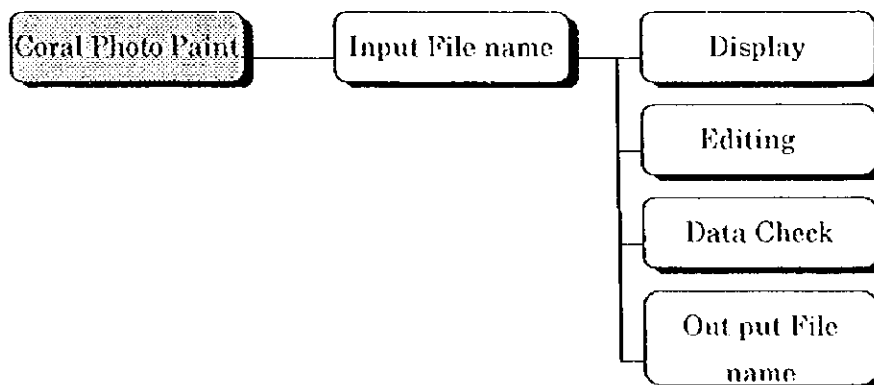 Coral Photo Paint
Input File name
Display
Editing
Data Check
Out put File
name